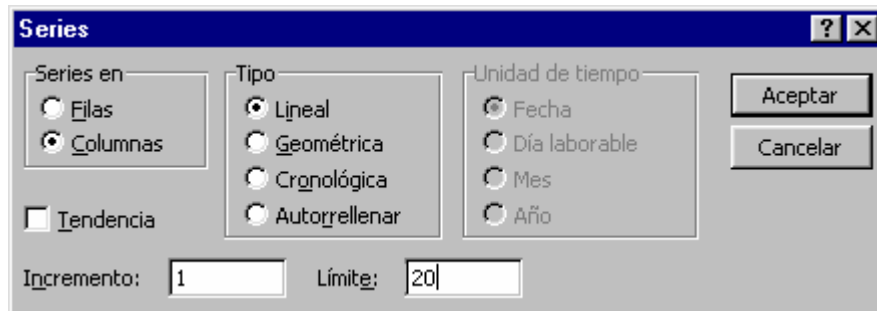 Series
Series en
Filas
Columnas
Tendencia
Tipo
Lineal
Geométrica
Cronológica
Autorrellenar
Unidad de tiempo
Fecha
Día laborable
Mes
Año
Aceptar
Cancelar
Incremento: 1
Límite: 20